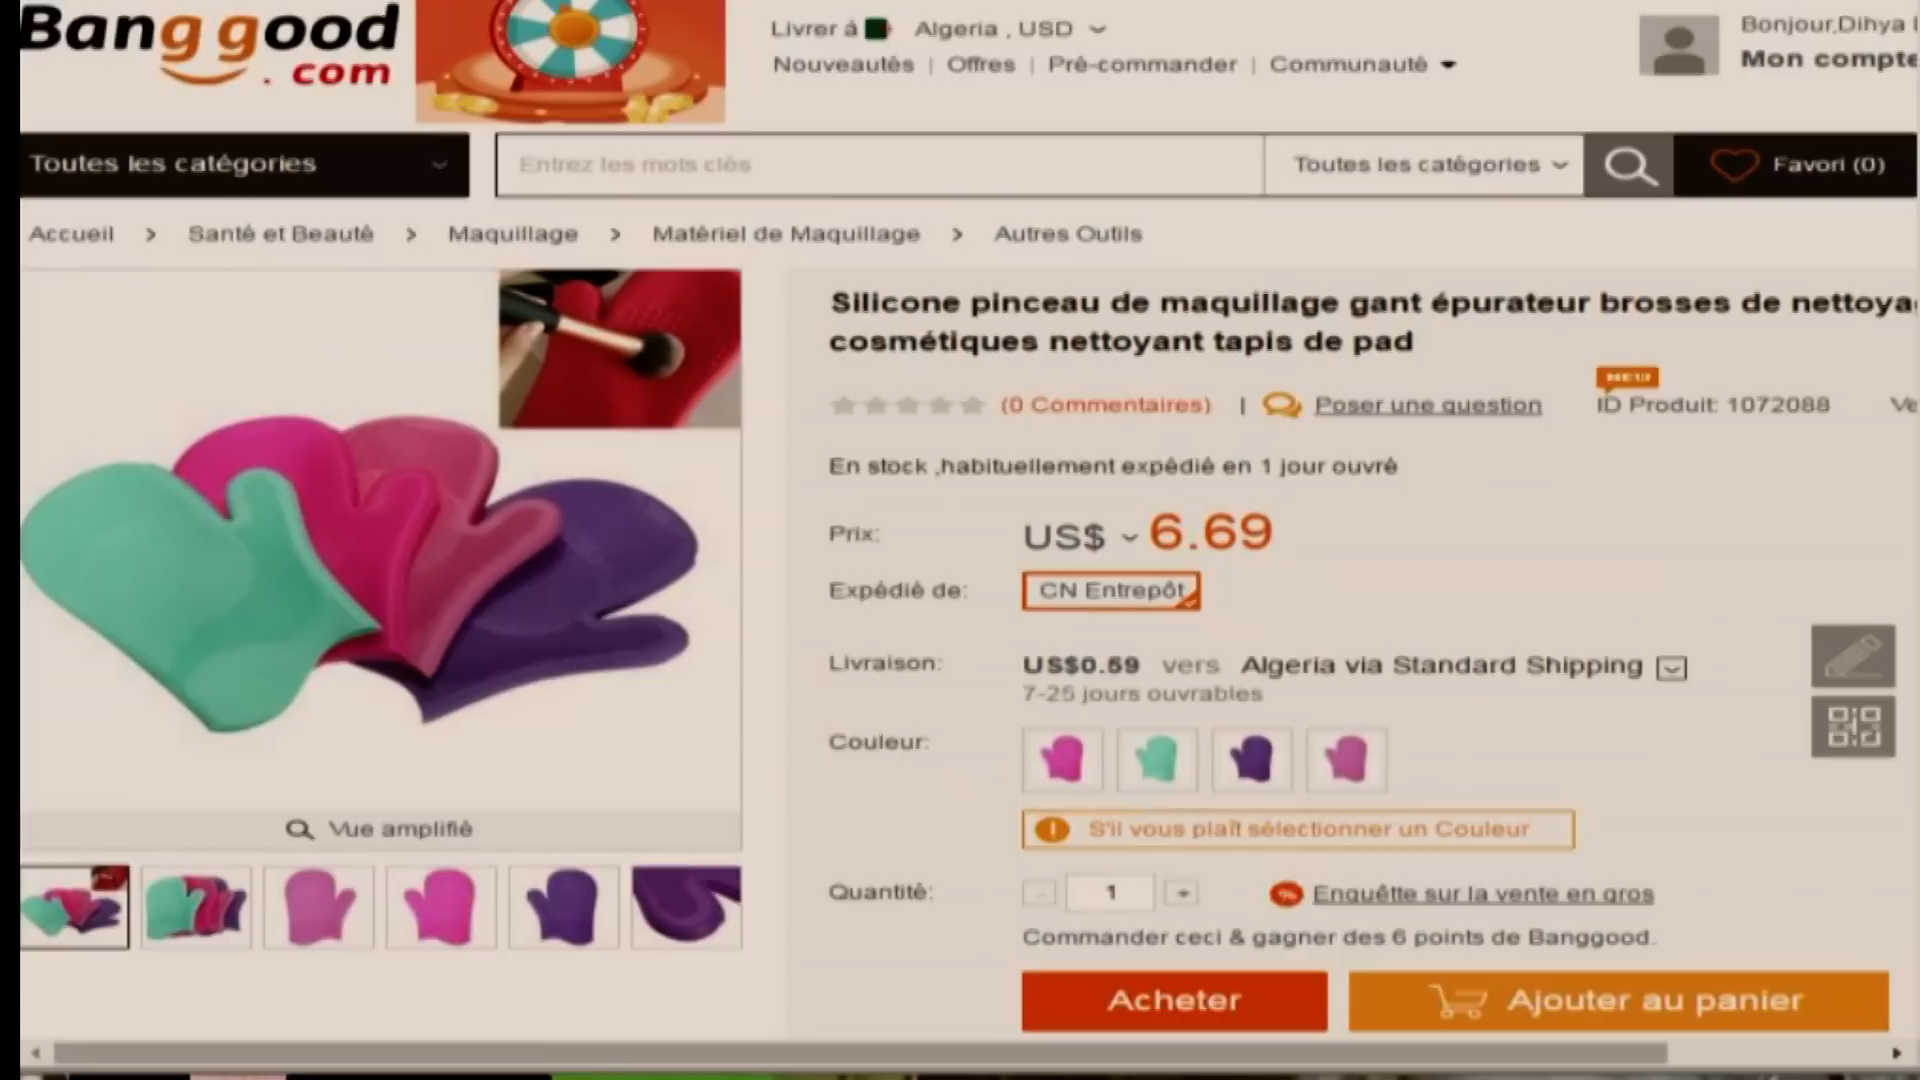 Banggood
.com
Livrer à Algeria , USD
Bonjour,Dihya
Nouveautés | Offres | Pré-commander | Communauté
Mon compte
Toutes les catégories
Entrez les mots clés
Toutes les catégories
Favori (0)
Accueil > Santé et Beauté > Maquillage > Matériel de Maquillage > Autres Outils
Silicone pinceau de maquillage gant épurateur brosses de
cosmétiques nettoyant tapis de pad
NEW
(0 Commentaires) | Poser une question
ID Produit: 1072088
En stock ,habituellement expédié en 1 jour ouvré
Prix: US$ 6.69
Expédié de: CN Entrepôt
Livraison: US$0.59 vers Algeria via Standard Shipping
7-25 jours ouvrables
Couleur:
S'il vous plaît sélectionner un Couleur
Vue amplifié
Quantité: - 1 + Enquêtte sur la vente en gros
Commander ceci & gagner des 6 points de Banggood.
Acheter
Ajouter au panier